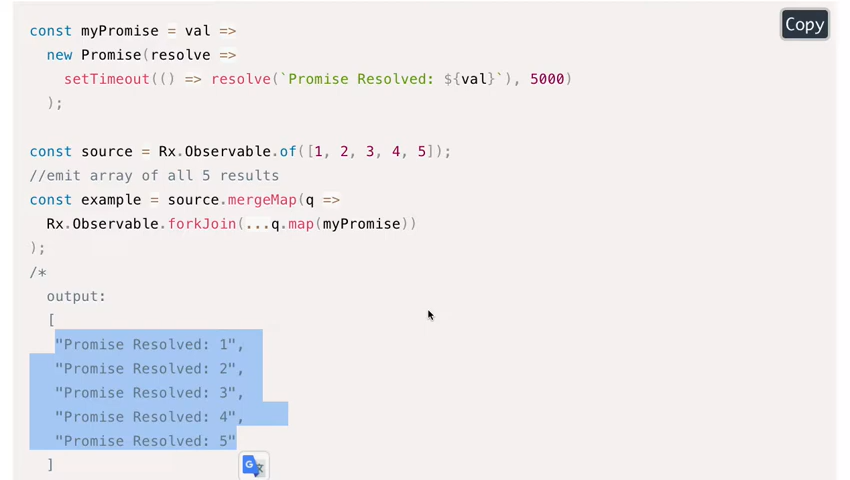 Copy
const myPromise = val =>
  new Promise(resolve =>
    setTimeout(() => resolve(`Promise Resolved: ${val}`), 5000)
  );
const source = Rx.Observable.of([1, 2, 3, 4, 5]);
//emit array of all 5 results
const example = source.mergeMap(q =>
  Rx.Observable.forkJoin(...q.map(myPromise))
);
/*
  output:
  [
   "Promise Resolved: 1",
   "Promise Resolved: 2",
   "Promise Resolved: 3",
   "Promise Resolved: 4",
   "Promise Resolved: 5"
  ]